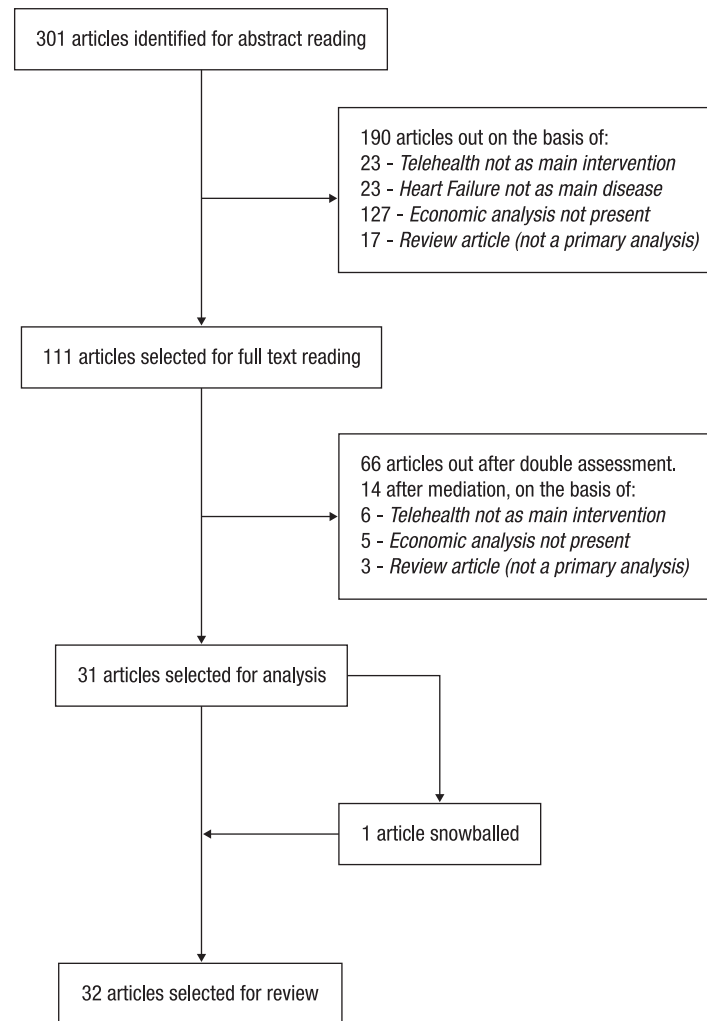 301 articles identified for abstract reading
190 articles out on the basis of:
23 - Telehealth not as main intervention
23 - Heart Failure not as main disease
127 - Economic analysis not present
17 - Review article (not a primary analysis)
111 articles selected for full text reading
66 articles out after double assessment.
14 after mediation, on the basis of:
6 - Telehealth not as main intervention
5 - Economic analysis not present
3 - Review article (not a primary analysis)
31 articles selected for analysis
1 article snowballed
32 articles selected for review